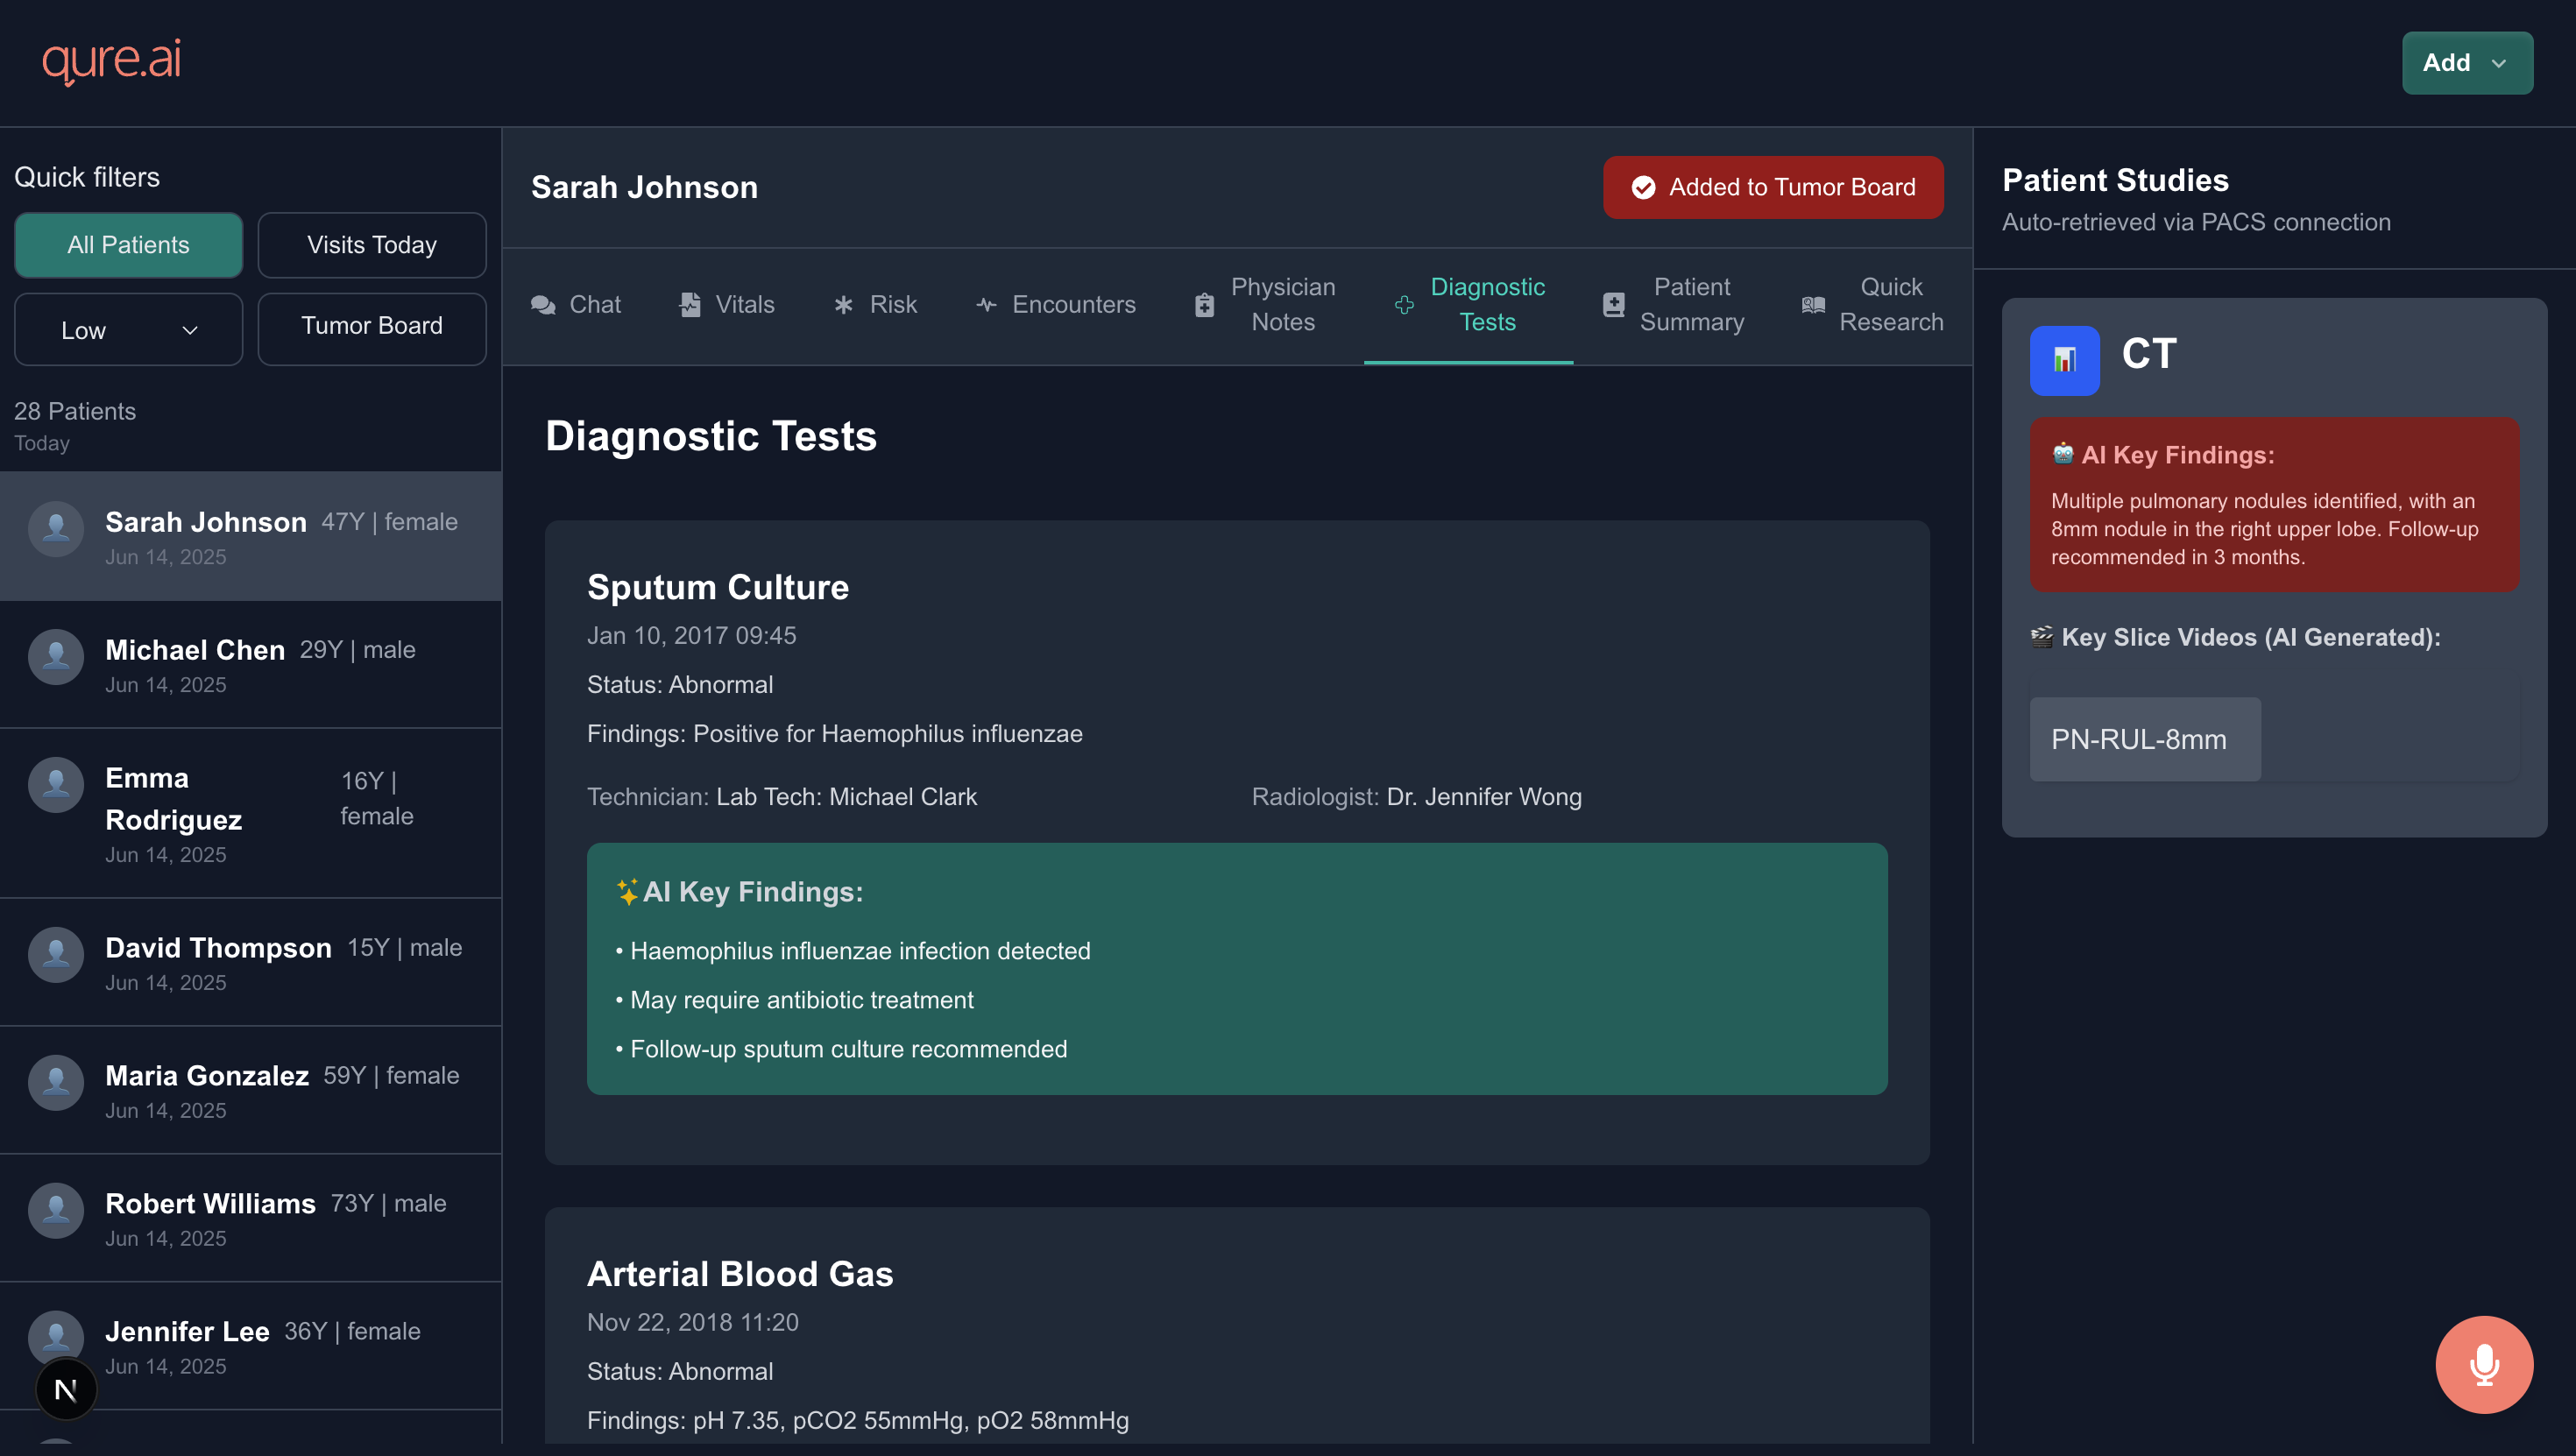 qure.ai
Add
Quick filters
All Patients
Visits Today
Low
Tumor Board
28 Patients
Today
Sarah Johnson 47Y | female
Jun 14, 2025
Michael Chen 29Y | male
Jun 14, 2025
Emma
Rodriguez
16Y |
female
Jun 14, 2025
David Thompson 15Y | male
Jun 14, 2025
Maria Gonzalez 59Y | female
Jun 14, 2025
Robert Williams 73Y | male
Jun 14, 2025
Jennifer Lee 36Y | female
Jun 14, 2025
N
Sarah Johnson
Added to Tumor Board
Chat
Vitals
Risk
Encounters
Physician
Notes
Diagnostic
Tests
Patient
Summary
Quick
Research
Diagnostic Tests
Sputum Culture
Jan 10, 2017 09:45
Status: Abnormal
Findings: Positive for Haemophilus influenzae
Technician: Lab Tech: Michael Clark
Radiologist: Dr. Jennifer Wong
✨AI Key Findings:
• Haemophilus influenzae infection detected
• May require antibiotic treatment
• Follow-up sputum culture recommended
Arterial Blood Gas
Nov 22, 2018 11:20
Status: Abnormal
Findings: pH 7.35, pCO2 55mmHg, pO2 58mmHg
Patient Studies
Auto-retrieved via PACS connection
CT
🤖 AI Key Findings:
Multiple pulmonary nodules identified, with an
8mm nodule in the right upper lobe. Follow-up
recommended in 3 months.
🎬 Key Slice Videos (AI Generated):
PN-RUL-8mm